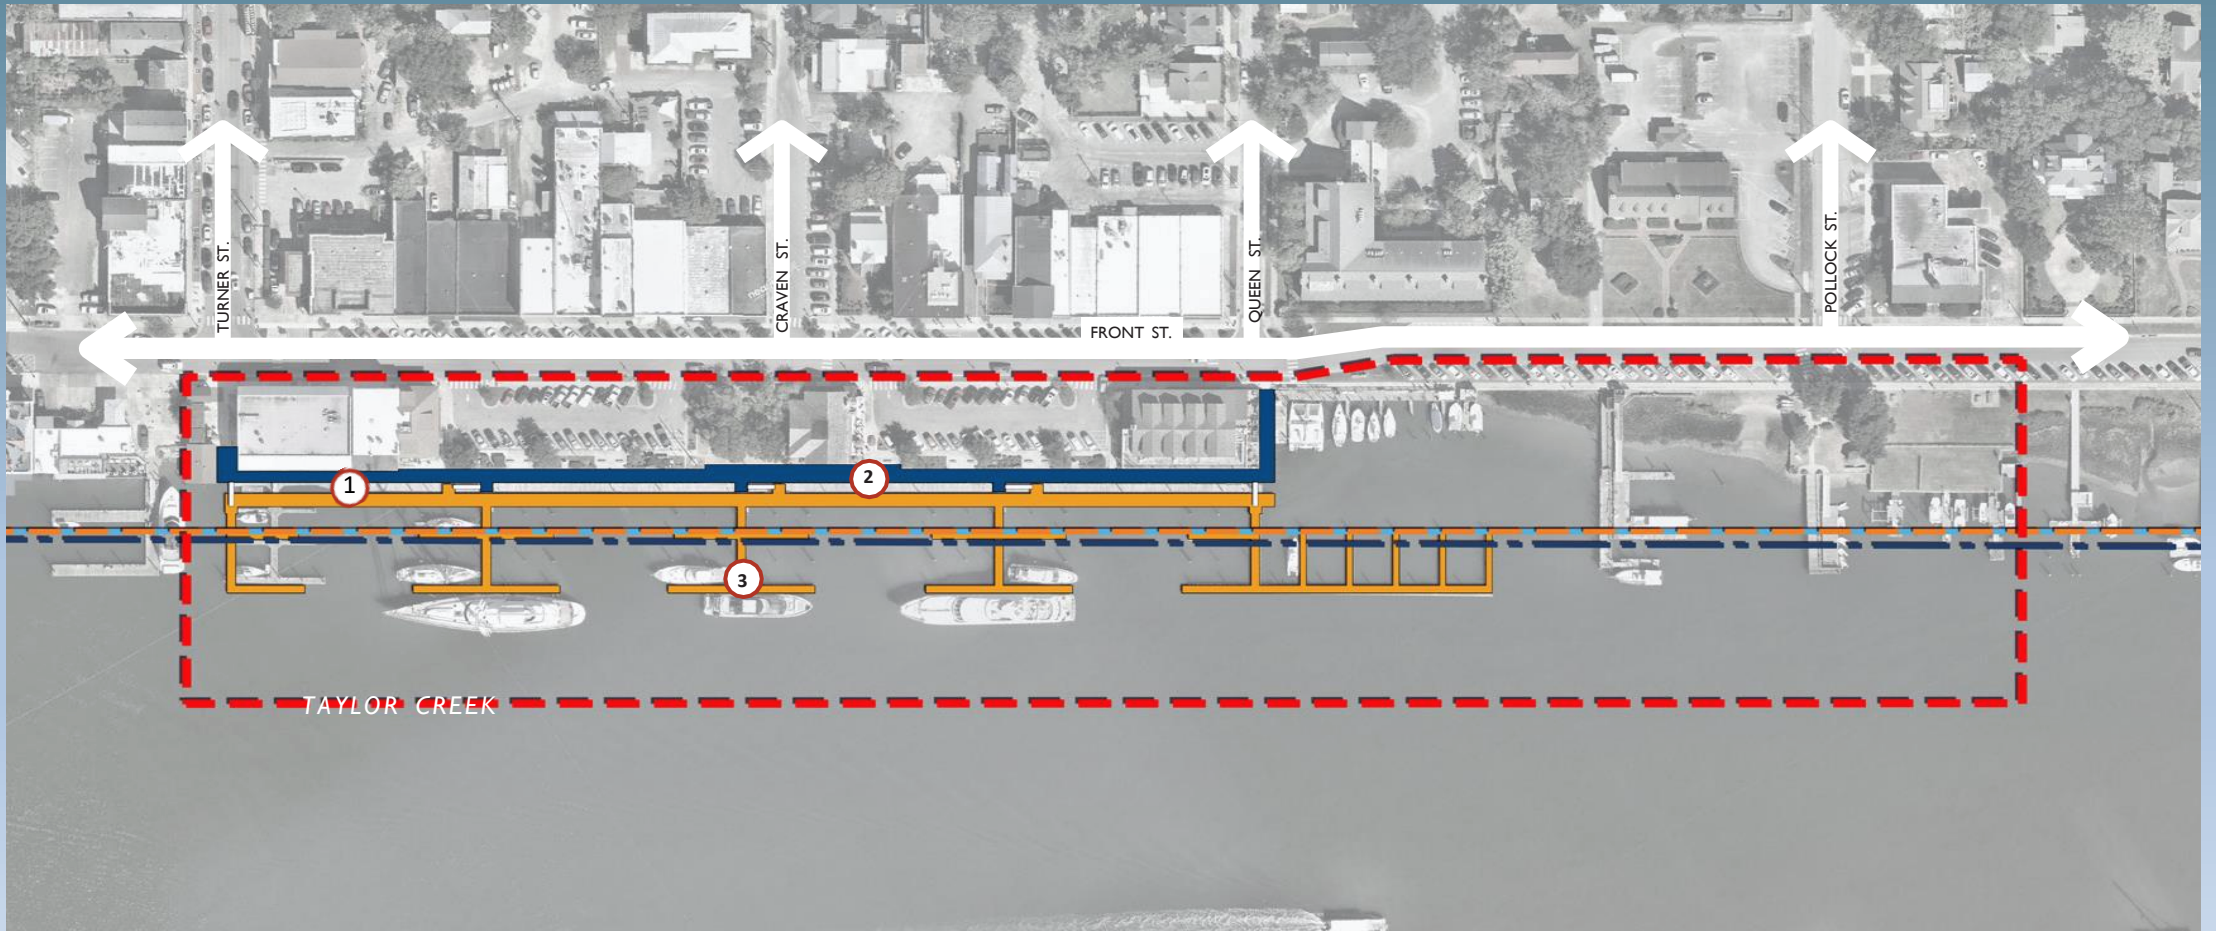 TURNER ST.
CRAVEN ST.
QUEEN ST.
POLLOCK ST.
FRONT ST.
1
2
3
TAYLOR CREEK